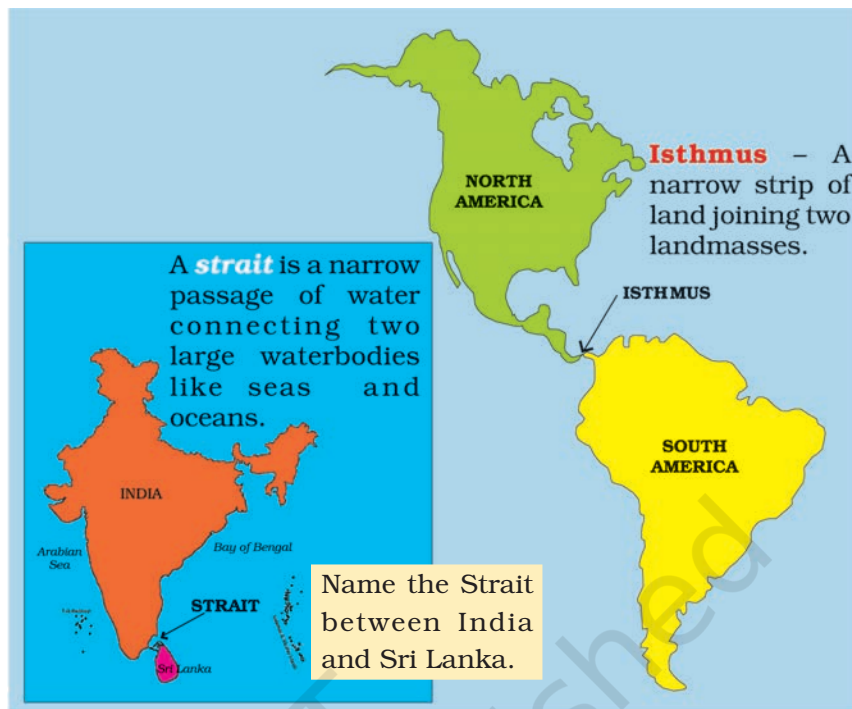 Isthmus – A
narrow strip of
land joining two
landmasses.
NORTH
AMERICA
ISTHMUS
SOUTH
AMERICA
A strait is a narrow
passage of water
connecting two
large waterbodies
like seas and
oceans.
INDIA
Arabian
Sea
Bay of Bengal
STRAIT
Sri Lanka
Name the Strait
between India
and Sri Lanka.